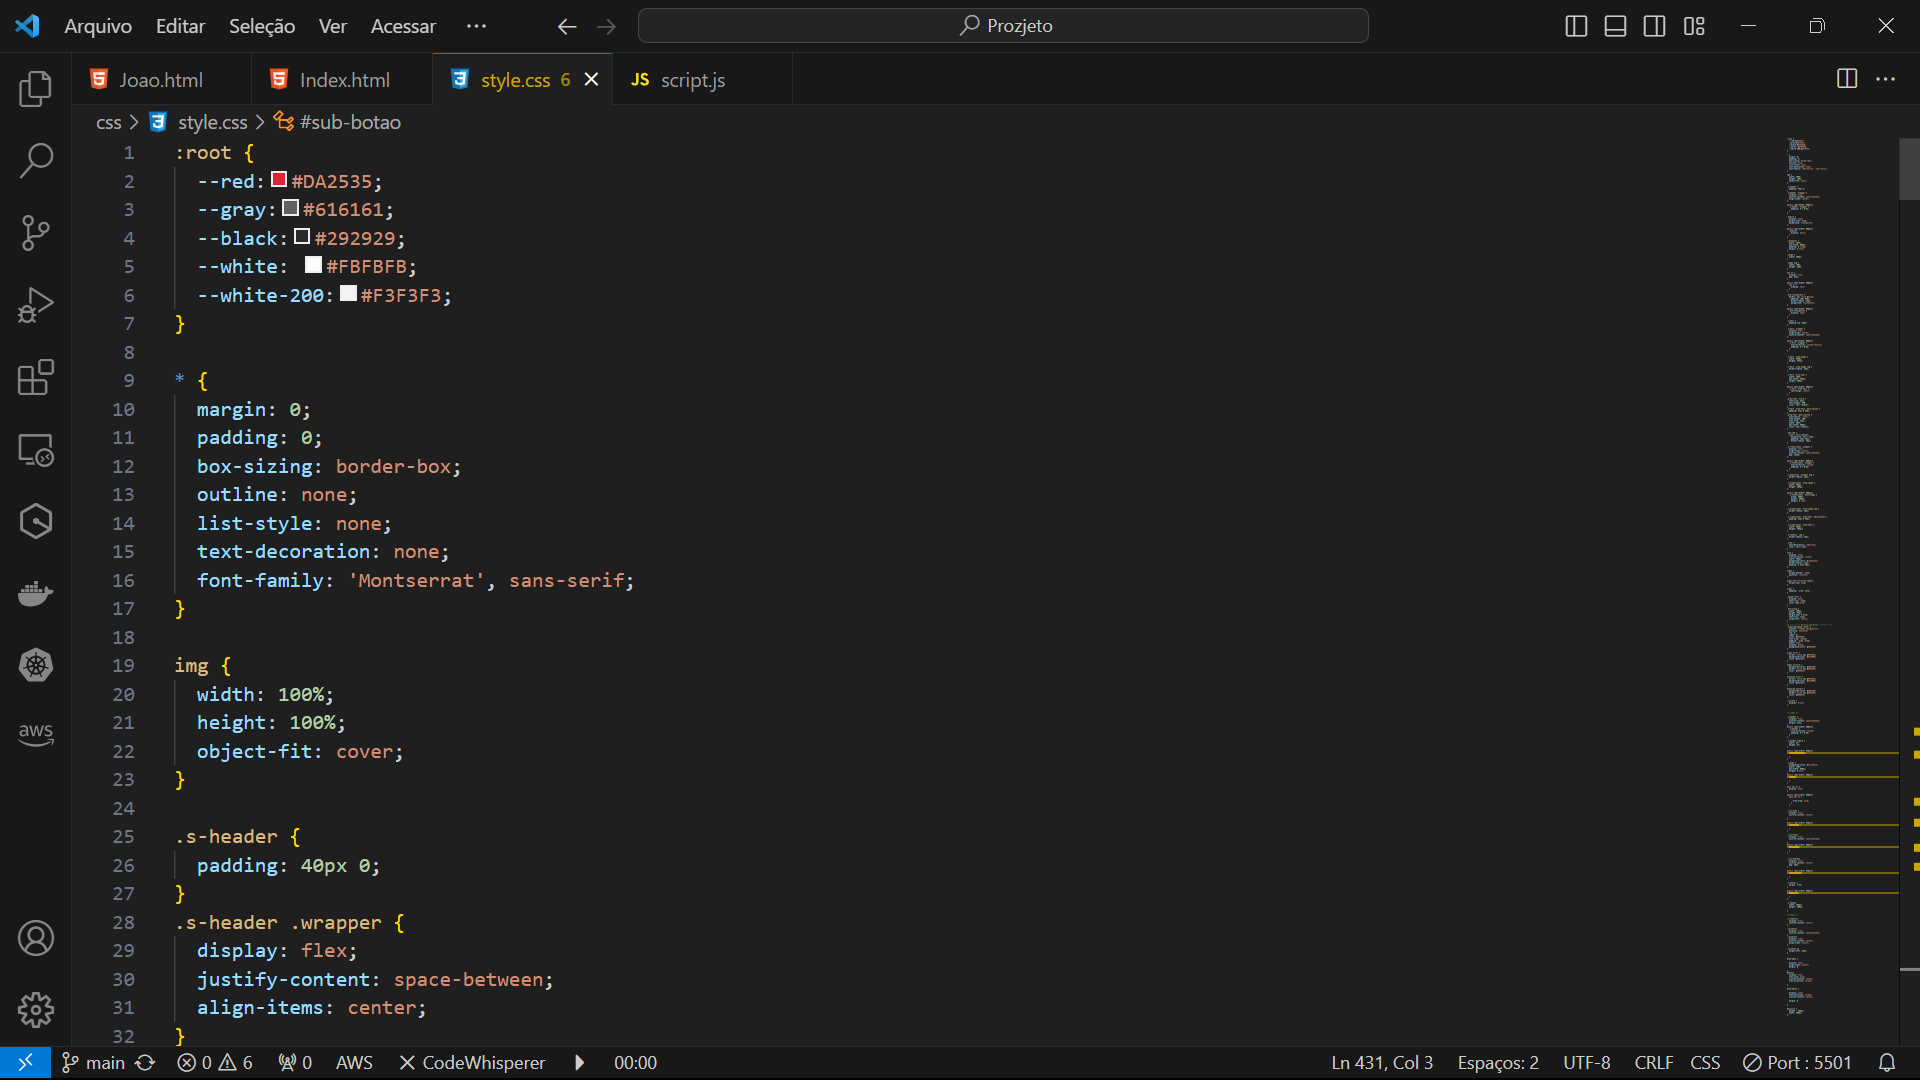 Arquivo Editar Seleção Ver Acessar ··· Prozjeto
Joao.html Index.html style.css 6 JS script.js
css > style.css > #sub-botao
1 :root {
2 --red: #DA2535;
3 --gray: #616161;
4 --black: #292929;
5 --white: #FBFBFB;
6 --white-200: #F3F3F3;
7 }
8
9 * {
10 margin: 0;
11 padding: 0;
12 box-sizing: border-box;
13 outline: none;
14 list-style: none;
15 text-decoration: none;
16 font-family: 'Montserrat', sans-serif;
17 }
18
19 img {
20 width: 100%;
21 height: 100%;
22 object-fit: cover;
23 }
24
25 .s-header {
26 padding: 40px 0;
27 }
28 .s-header .wrapper {
29 display: flex;
30 justify-content: space-between;
31 align-items: center;
32 }
aws
main 0 6 0 AWS CodeWhisperer 00:00 Ln 431, Col 3 Espaços: 2 UTF-8 CRLF CSS Port : 5501